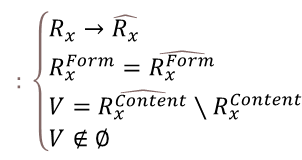 : { R_x → \widehat{R_x}
R_x^{Form} = \widehat{R_x^{Form}}
V = \widehat{R_x^{Content}} \ R_x^{Content}
V ∉ ∅